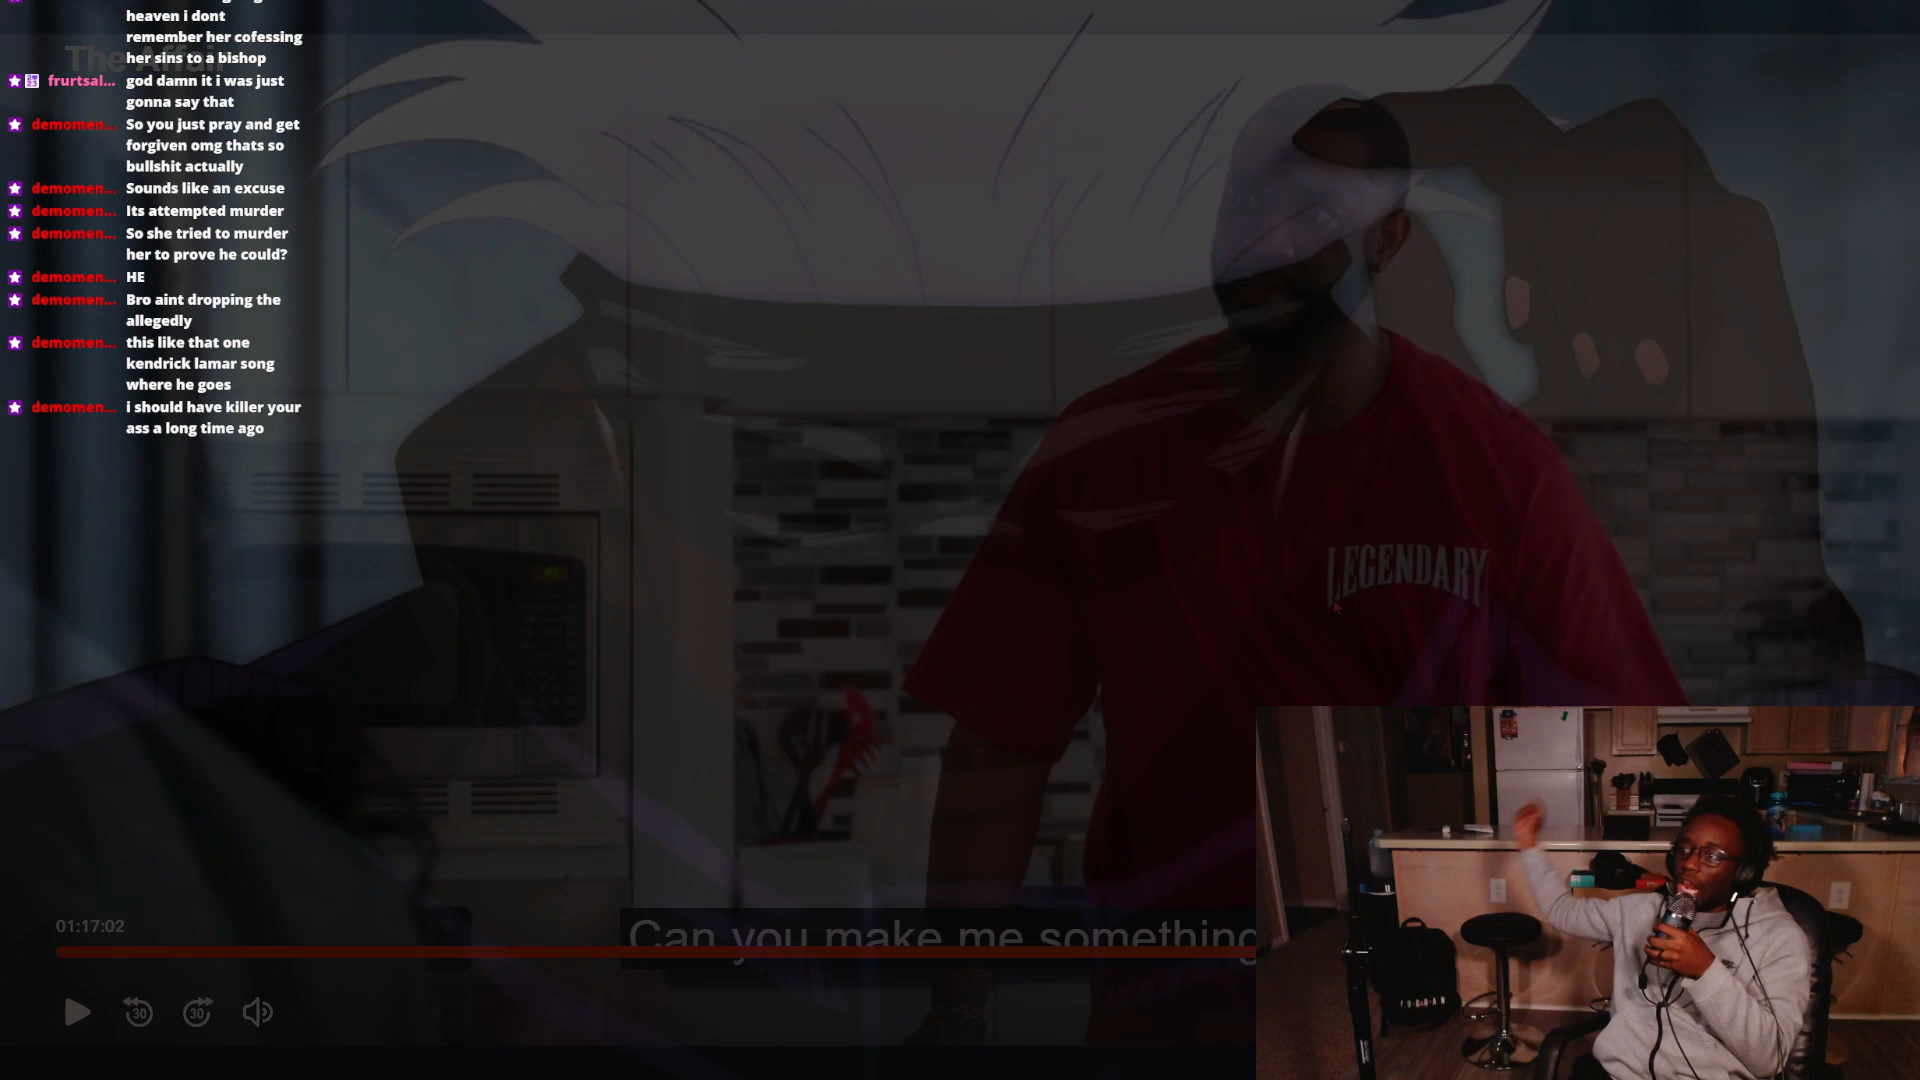 heaven i dont
remember her cofessing
her sins to a bishop
The Affair
frurtsal... god damn it i was just
gonna say that
demomen... So you just pray and get
forgiven omg thats so
bullshit actually
demomen... Sounds like an excuse
demomen... Its attempted murder
demomen... So she tried to murder
her to prove he could?
demomen... HE
demomen... Bro aint dropping the
allegedly
demomen... this like that one
kendrick lamar song
where he goes
demomen... i should have killer your
ass a long time ago
LEGENDARY
01:17:02
Can you make me something
30
30
JORDAN